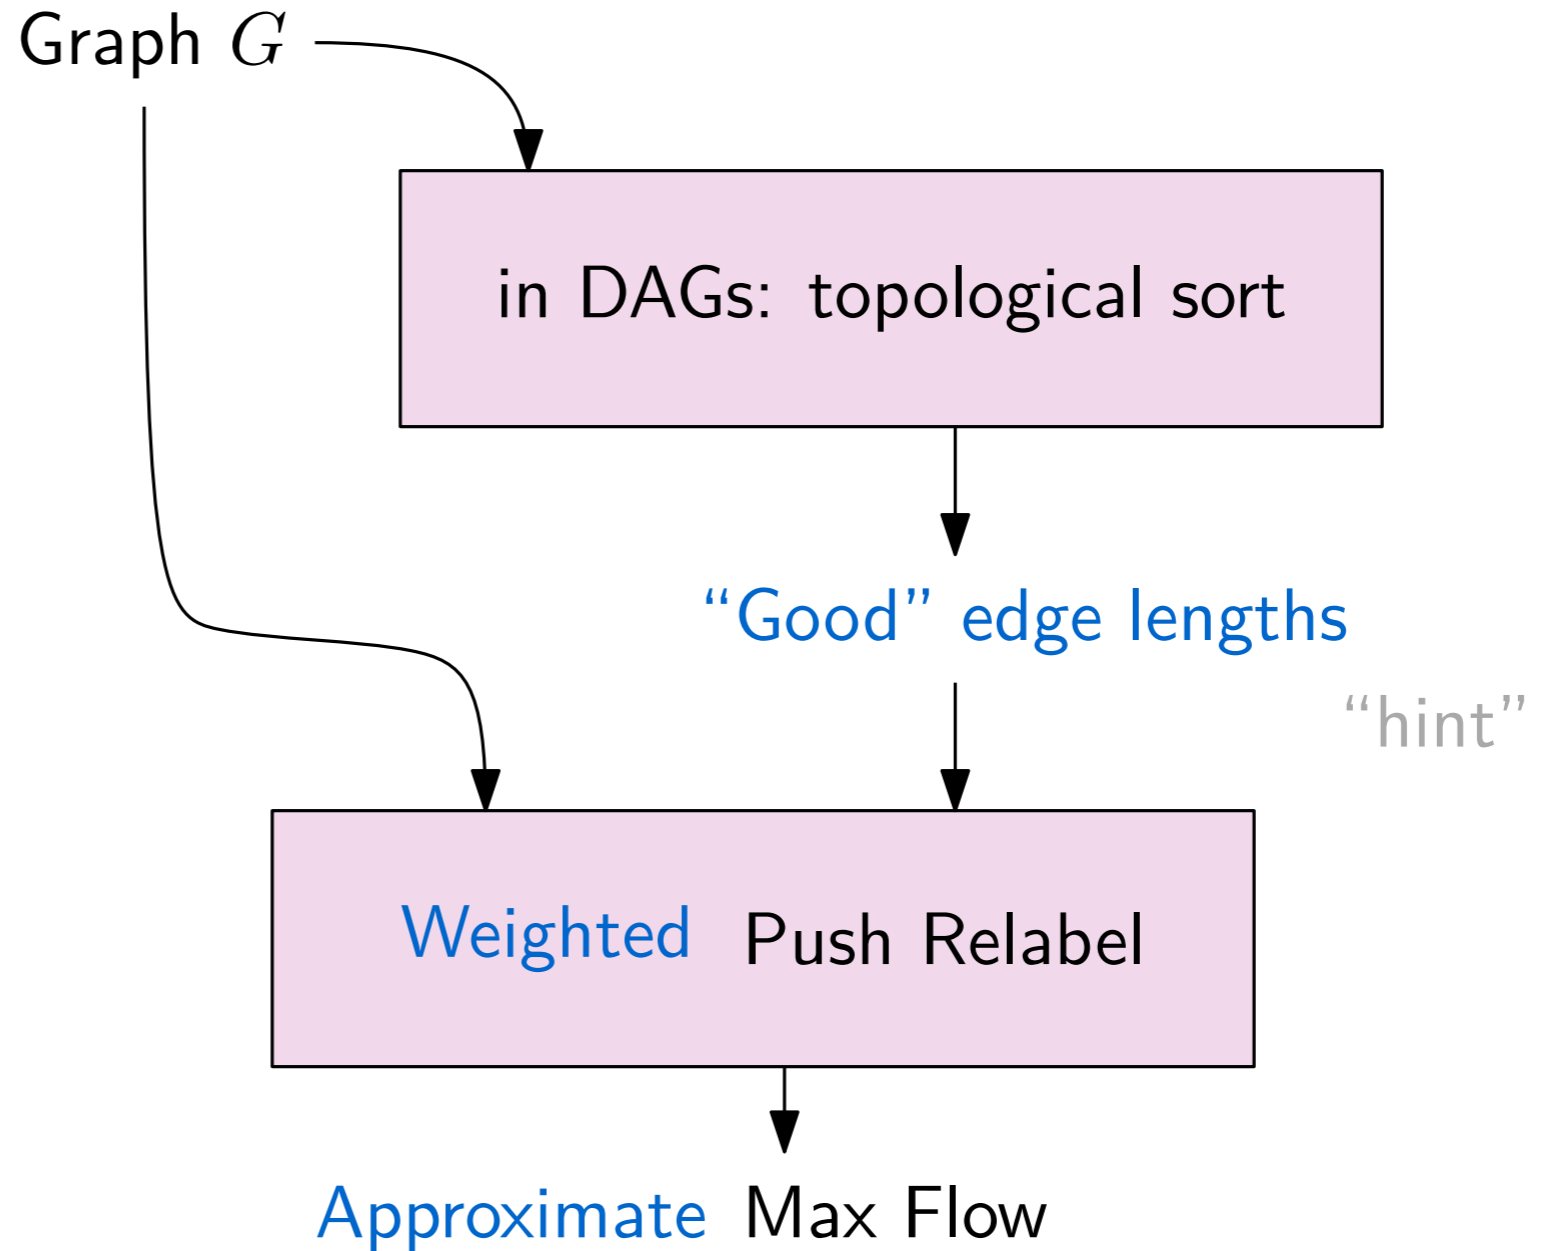 Graph G
in DAGs: topological sort
“Good” edge lengths
“hint”
Weighted Push Relabel
Approximate Max Flow